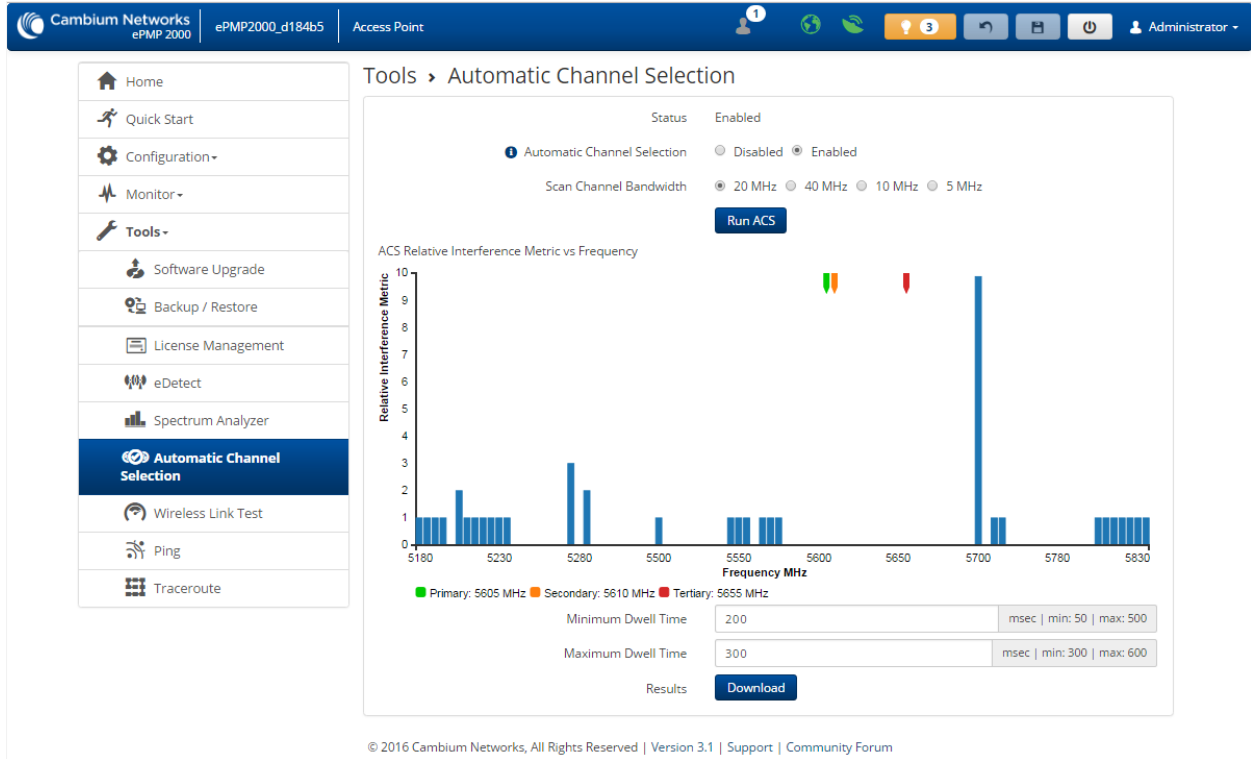 Cambium Networks
ePMP 2000
ePMP2000_d184b5
Access Point
1
3
Administrator
Home
Quick Start
Configuration
Monitor
Tools
Software Upgrade
Backup / Restore
License Management
eDetect
Spectrum Analyzer
Automatic Channel
Selection
Wireless Link Test
Ping
Traceroute
Tools › Automatic Channel Selection
Status Enabled
Automatic Channel Selection Disabled Enabled
Scan Channel Bandwidth 20 MHz 40 MHz 10 MHz 5 MHz
Run ACS
ACS Relative Interference Metric vs Frequency
Relative Interference Metric
10
9
8
7
6
5
4
3
2
1
0
5180 5230 5280 5500 5550 5600 5650 5700 5780 5830
Frequency MHz
Primary: 5605 MHz Secondary: 5610 MHz Tertiary: 5655 MHz
Minimum Dwell Time 200 msec | min: 50 | max: 500
Maximum Dwell Time 300 msec | min: 300 | max: 600
Results Download
© 2016 Cambium Networks, All Rights Reserved | Version 3.1 | Support | Community Forum